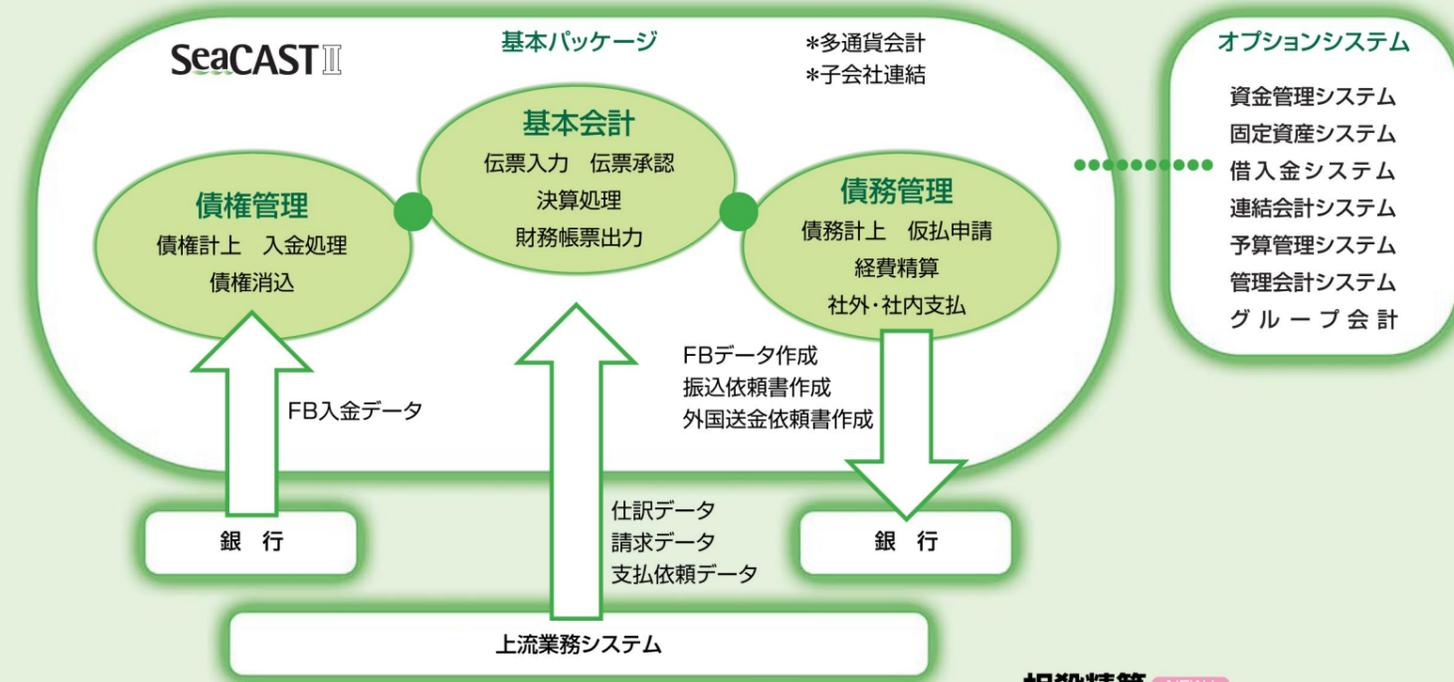 SeaCASTⅡ
基本パッケージ
*多通貨会計
*子会社連結
基本会計
伝票入力　伝票承認
決算処理
財務帳票出力
債権管理
債権計上　入金処理
債権消込
債務管理
債務計上　仮払申請
経費精算
社外・社内支払
FB入金データ
FBデータ作成
振込依頼書作成
外国送金依頼書作成
銀　行
仕訳データ
請求データ
支払依頼データ
銀　行
上流業務システム
オプションシステム
資金管理システム
固定資産システム
借入金システム
連結会計システム
予算管理システム
管理会計システム
グループ会計